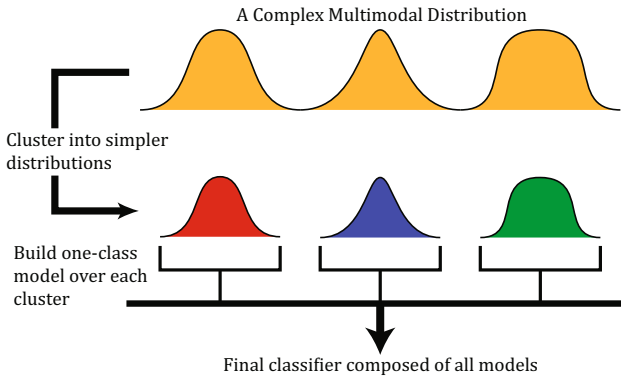 A Complex Multimodal Distribution
Cluster into simpler
distributions
Build one-class
model over each
cluster
Final classifier composed of all models